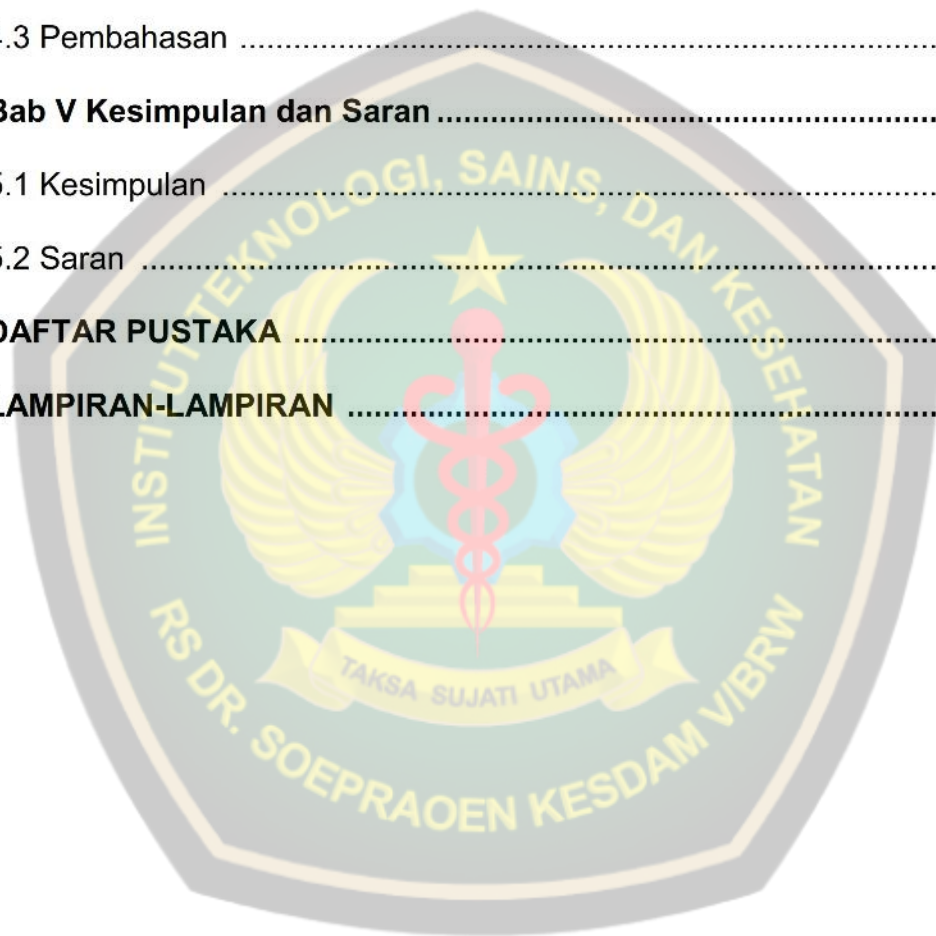 .3 Pembahasan ........................................................................
Bab V Kesimpulan dan Saran ........................................................
5.1 Kesimpulan ........................................................................
5.2 Saran ................................................................................
DAFTAR PUSTAKA ..................................................................
LAMPIRAN-LAMPIRAN ............................................................
INSTITUT TEKNOLOGI, SAINS, DAN KESEHATAN
TAKSA SUJATI UTAMA
RS DR. SOEPRAOEN KESDAM V/BRW